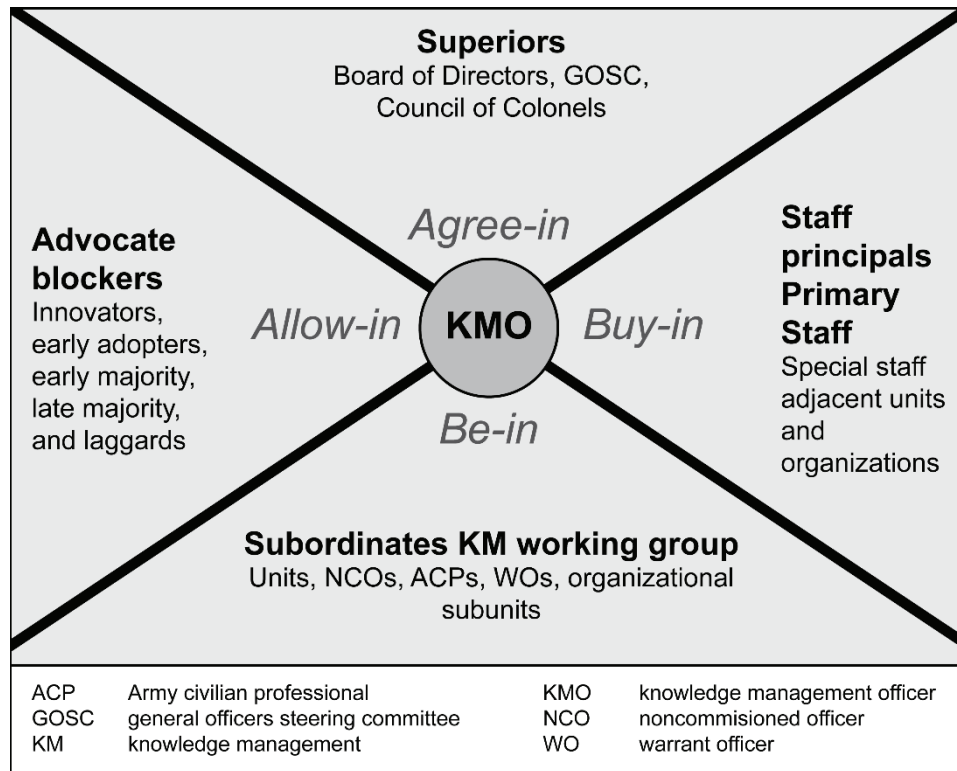 Superiors
Board of Directors, GOSC,
Council of Colonels
Agree-in
Advocate
blockers
Innovators,
early adopters,
early majority,
late majority,
and laggards
Allow-in
KMO
Buy-in
Staff
principals
Primary
Staff
Special staff
adjacent units
and
organizations
Be-in
Subordinates KM working group
Units, NCOs, ACPs, WOs, organizational
subunits
ACP Army civilian professional
GOSC general officers steering committee
KM knowledge management
KMO knowledge management officer
NCO noncommisioned officer
WO warrant officer